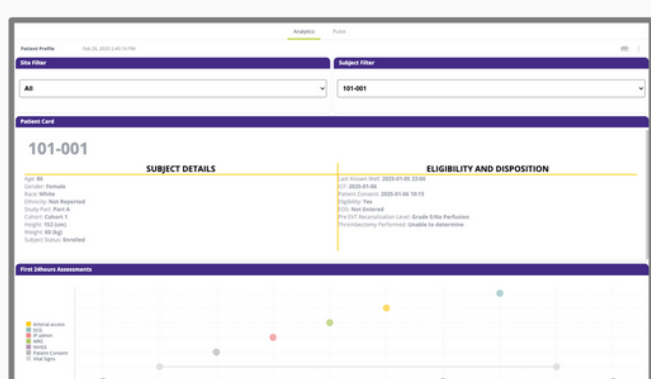 Analytics Pulse
Patient Profile Feb 26, 2025 2:45:16 PM
Site Filter Subject Filter
All 101-001
Patient Card
101-001
SUBJECT DETAILS ELIGIBILITY AND DISPOSITION
Age: 86 Last Known Well: 2025-01-05 23:00
Gender: Female ICF: 2025-01-06
Race: White Patient Consent: 2025-01-06 10:15
Ethnicity: Not Reported Eligibility: Yes
Study Part: Part A EOS: Not Entered
Cohort: Cohort 1 Pre EVT Recanalization Level: Grade 0/No Perfusion
Height: 152 (cm) Thrombectomy Performed: Unable to determine
Weight: 69 (kg)
Subject Status: Enrolled
First 24hours Assessments
Arterial access
ECG
IP admin
MRS
NIHSS
Patient Consent
Vital Signs